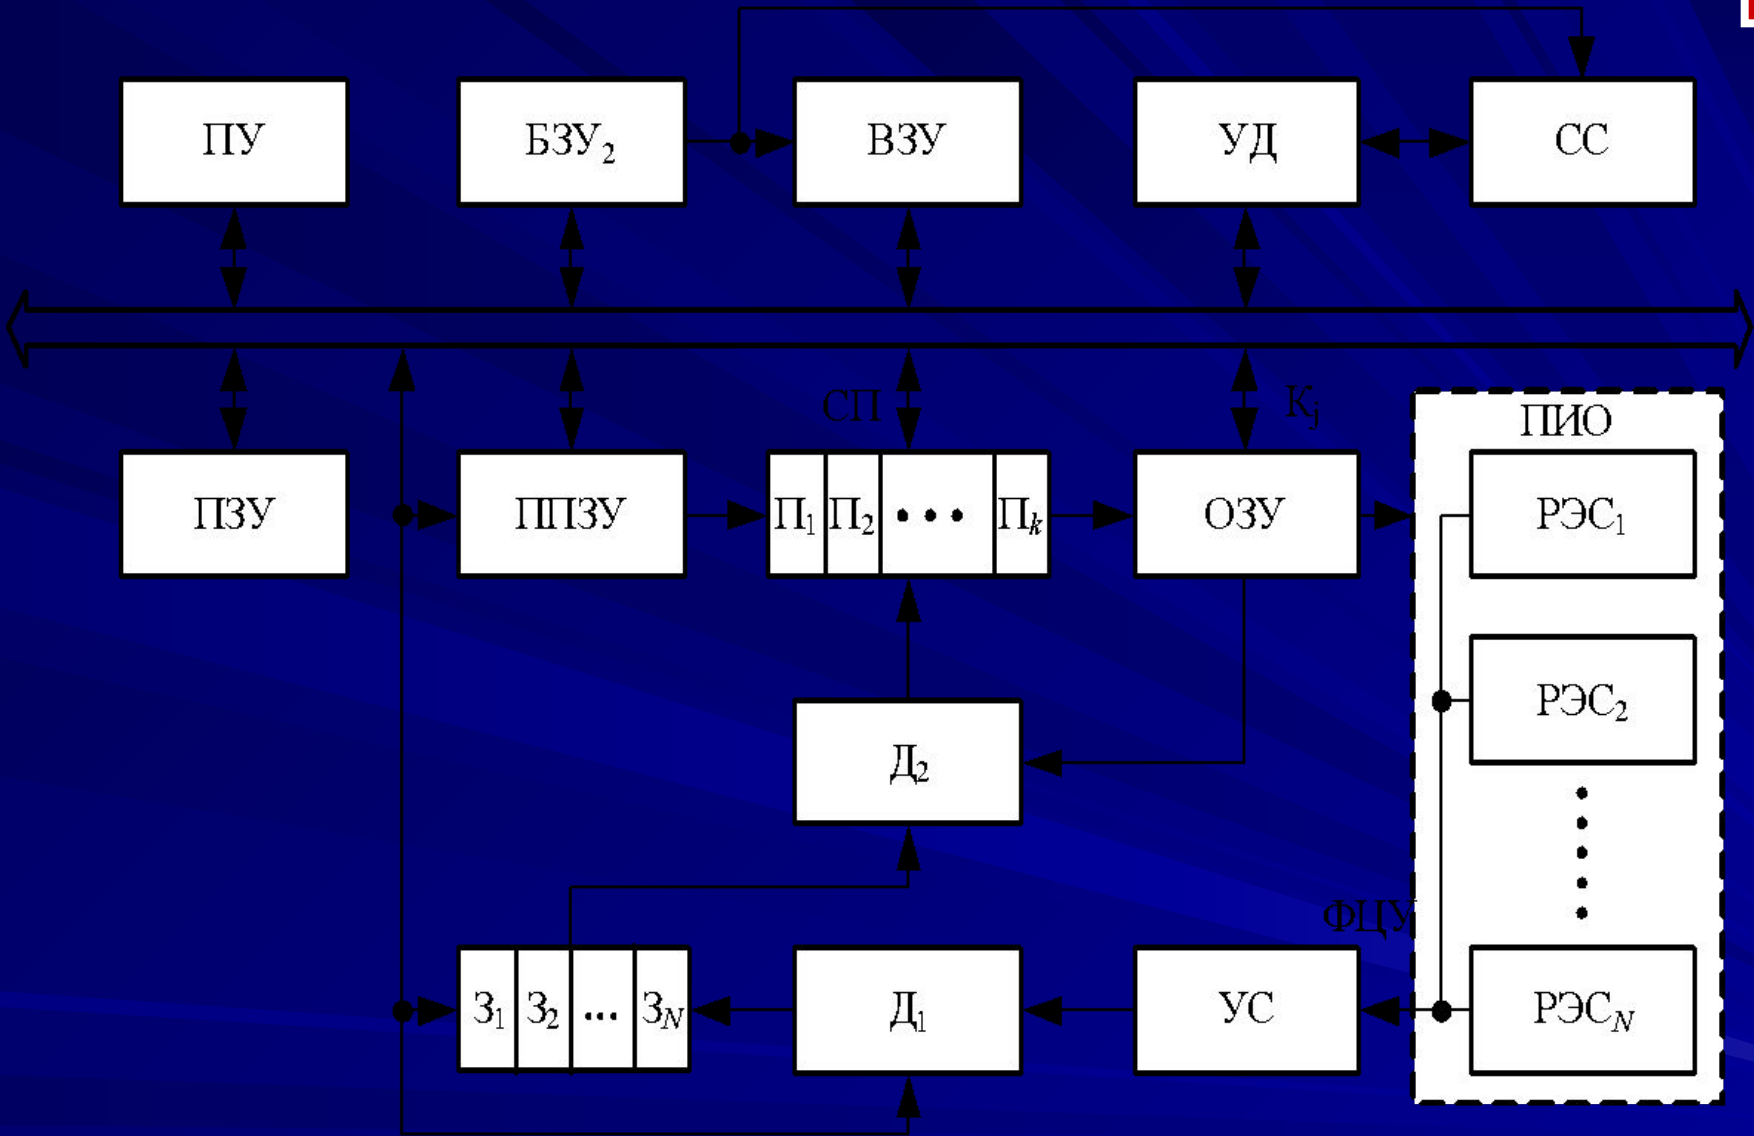 ПУ
БЗУ2
ВЗУ
УД
СС
СП
Kj
ПИО
ПЗУ
ППЗУ
П1 П2 ••• Пk
ОЗУ
РЭС1
РЭС2
Д2
ФЦУ
З1 З2 ... ЗN
Д1
УС
РЭСN